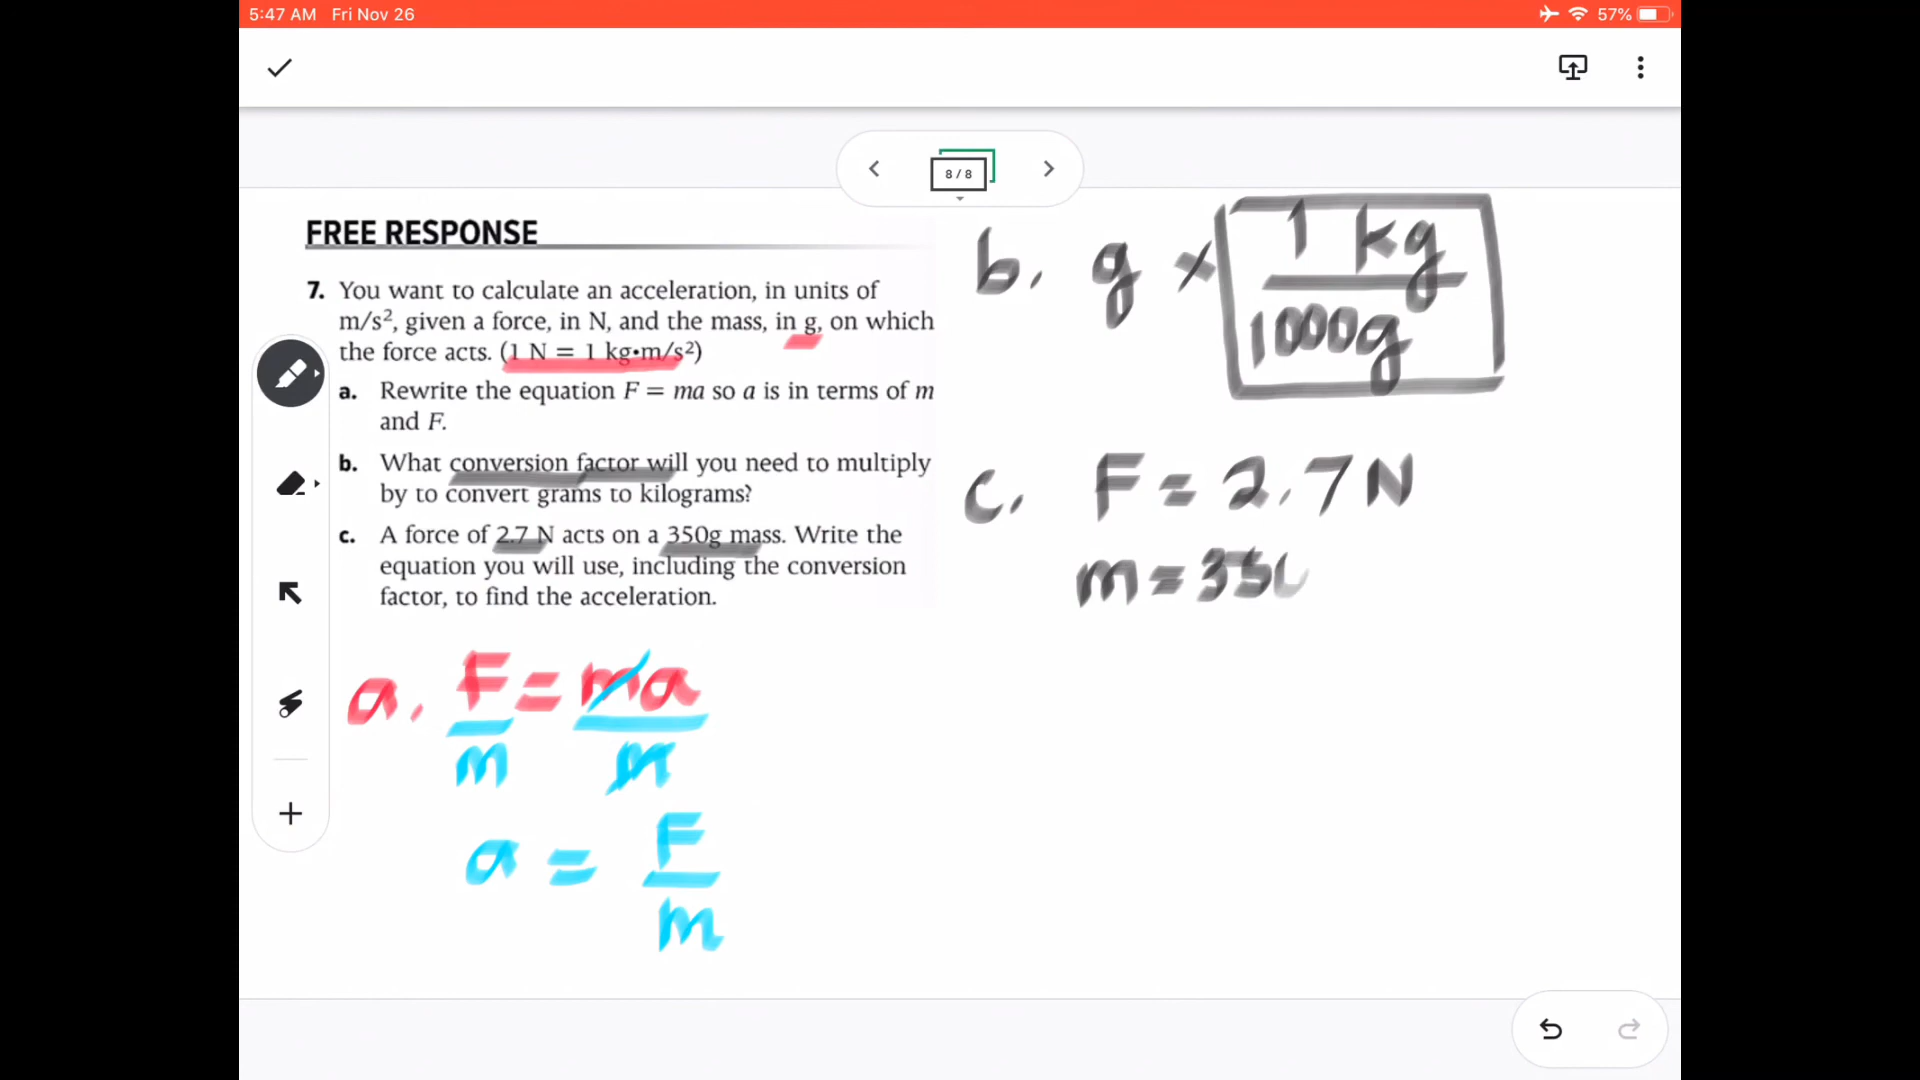 5:47 AM Fri Nov 26
57%
8 / 8
FREE RESPONSE
7. You want to calculate an acceleration, in units of
m/s², given a force, in N, and the mass, in g, on which
the force acts. (1 N = 1 kg•m/s²)
a. Rewrite the equation F = ma so a is in terms of m
and F.
b. What conversion factor will you need to multiply
by to convert grams to kilograms?
c. A force of 2.7 N acts on a 350g mass. Write the
equation you will use, including the conversion
factor, to find the acceleration.
a. F = ma
m m
a = F
m
b. g × 1 kg
1000g
c. F = 2.7 N
m = 350